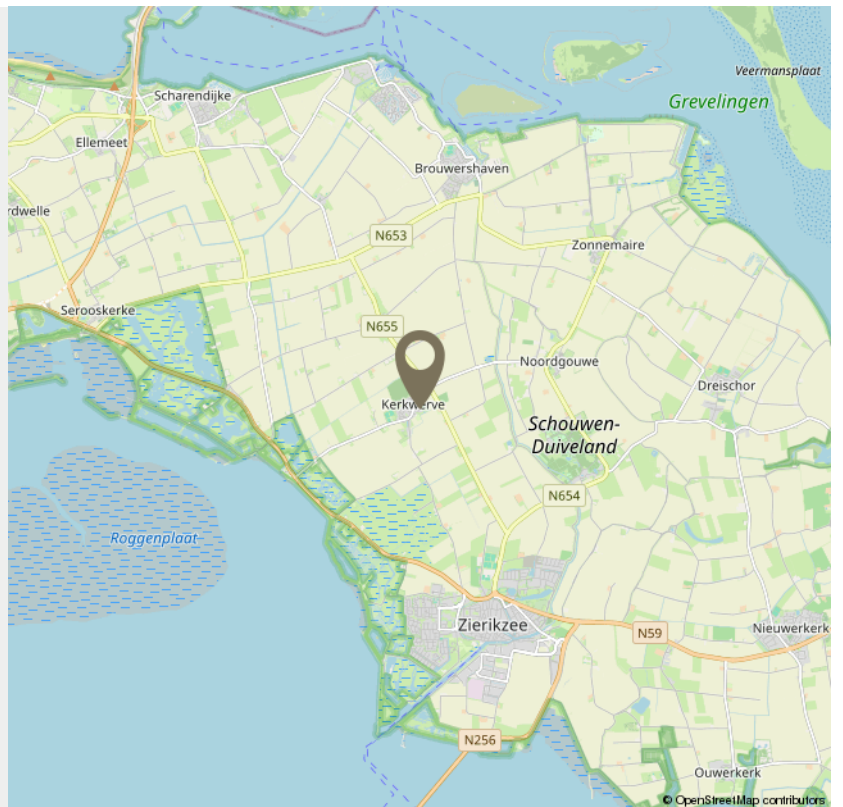 Veermansplaat
Scharendijke
Grevelingen
Ellemeet
Brouwershaven
rdwelle
N653
Zonnemaire
Serooskerke
N655
Noordgouwe
Dreischor
Kerkwerve
Schouwen-
Duiveland
N654
Roggenplaat
Zierikzee
N59
Nieuwerkerk
N256
Ouwerkerk
© OpenStreetMap contributors